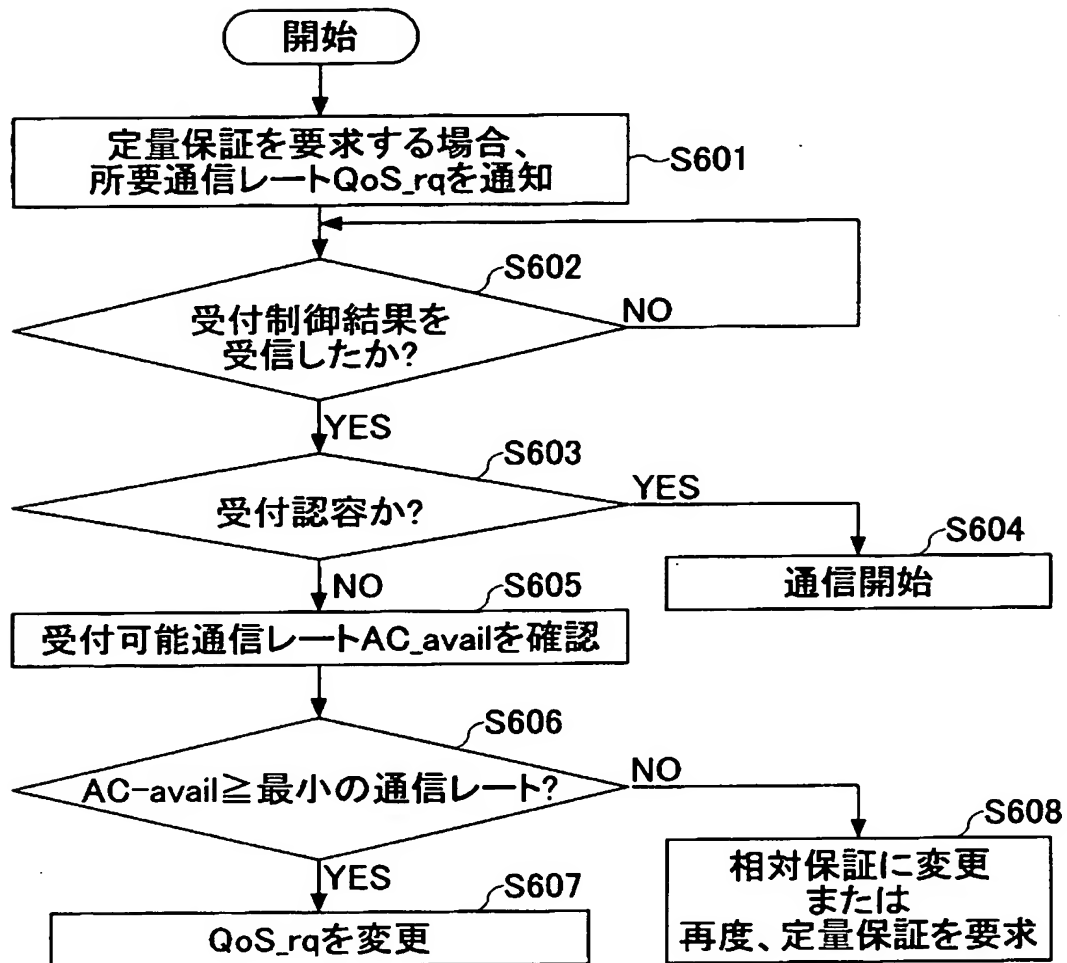 開始
定量保証を要求する場合、
所要通信レートQoS_rqを通知
S601
S602
受付制御結果を
受信したか?
NO
YES
S603
受付認容か?
YES
S604
通信開始
NO
S605
受付可能通信レートAC_availを確認
S606
AC-avail≧最小の通信レート?
NO
S608
相対保証に変更
または
再度、定量保証を要求
YES
S607
QoS_rqを変更